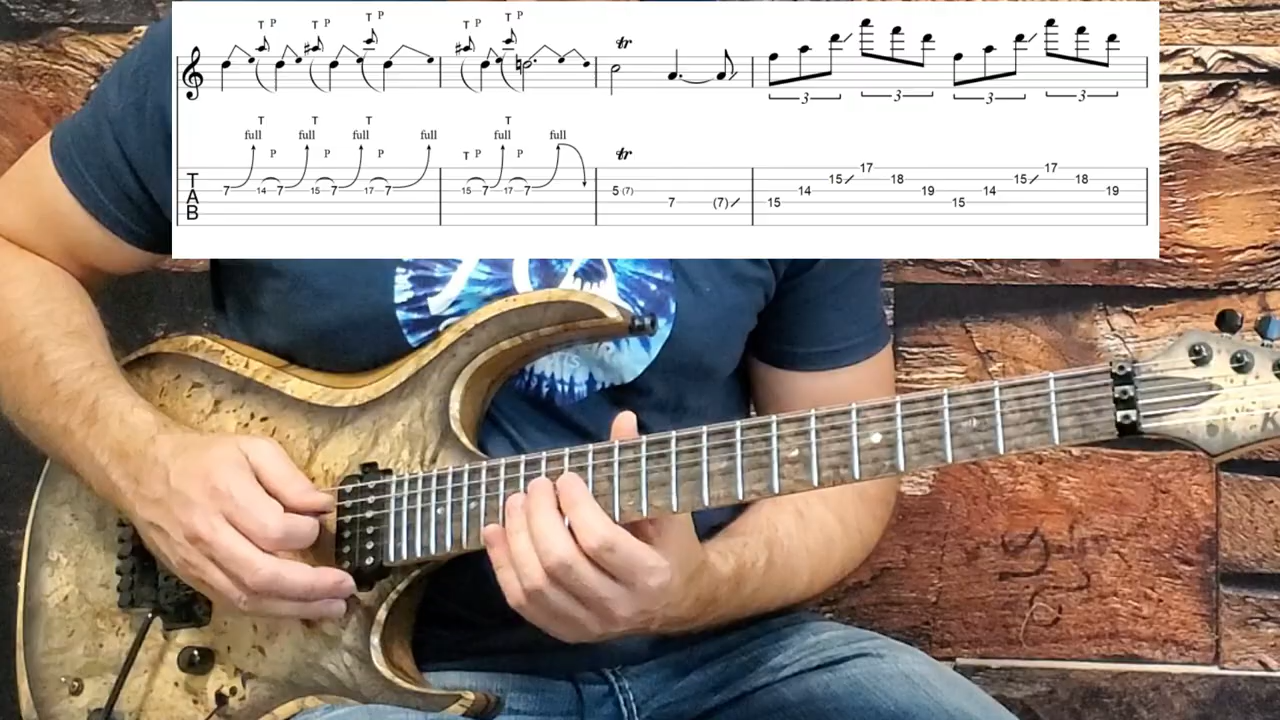 T P T P T P T P T P
tr
3 3 3 3
T T T T
full full full full full full
P P P T P P tr
T
A
B
7 14 7 15 7 17 7 15 7 17 7 5 (7) 7 (7) 15 14 15 17 18 19 15 14 15 17 18 19
K